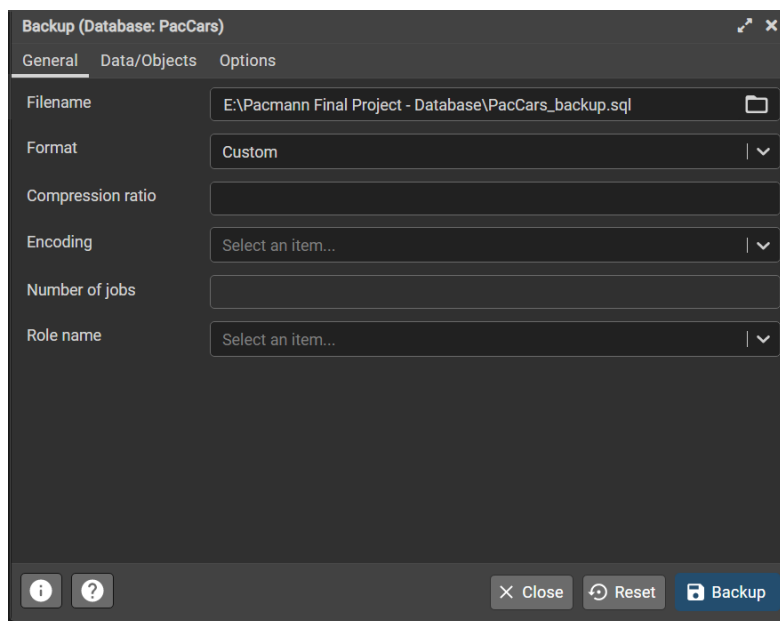 Backup (Database: PacCars)
General Data/Objects Options
Filename E:\Pacmann Final Project - Database\PacCars_backup.sql
Format Custom
Compression ratio
Encoding Select an item...
Number of jobs
Role name Select an item...
i ? Close Reset Backup